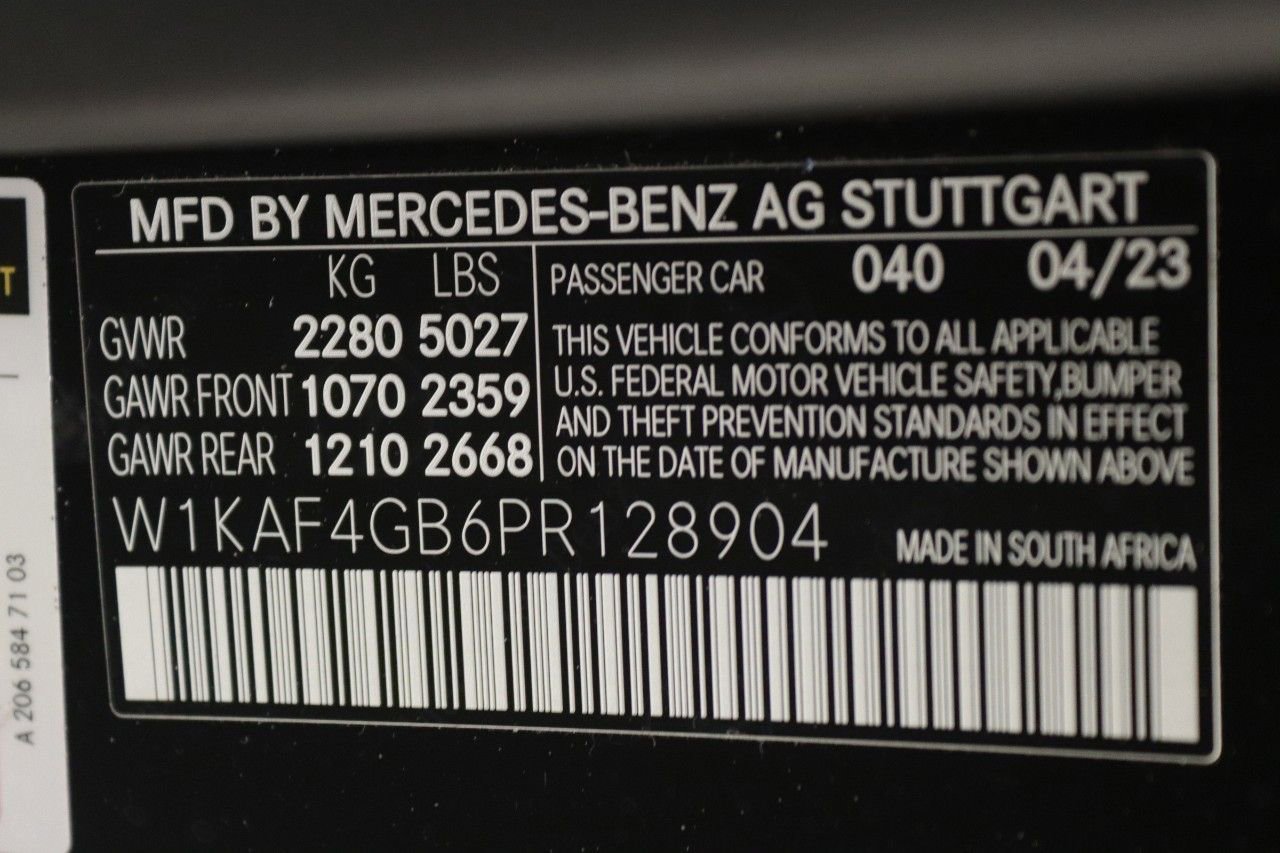 MFD BY MERCEDES-BENZ AG STUTTGART
KG LBS
GVWR 2280 5027
GAWR FRONT 1070 2359
GAWR REAR 1210 2668
PASSENGER CAR 040 04/23
THIS VEHICLE CONFORMS TO ALL APPLICABLE
U.S. FEDERAL MOTOR VEHICLE SAFETY,BUMPER
AND THEFT PREVENTION STANDARDS IN EFFECT
ON THE DATE OF MANUFACTURE SHOWN ABOVE
W1KAF4GB6PR128904
MADE IN SOUTH AFRICA
A 206 584 71 03
T